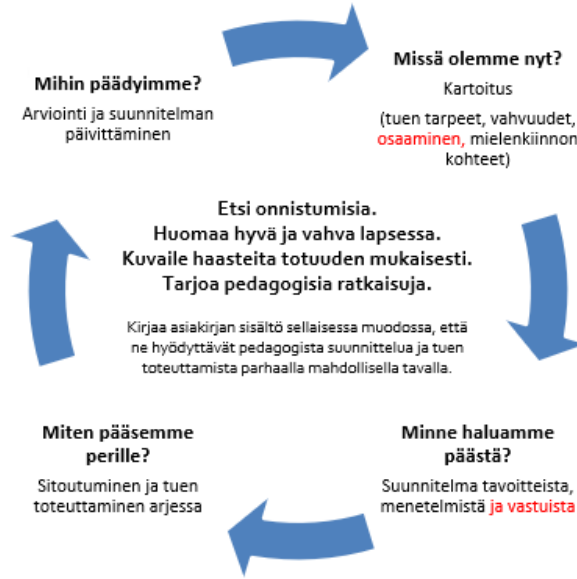 Mihin päädyimme?
Arviointi ja suunnitelman
päivittäminen
Missä olemme nyt?
Kartoitus
(tuen tarpeet, vahvuudet,
osaaminen, mielenkiinnon
kohteet)
Etsi onnistumisia.
Huomaa hyvä ja vahva lapsessa.
Kuvaile haasteita totuuden mukaisesti.
Tarjoa pedagogisia ratkaisuja.
Kirjaa asiakirjan sisältö sellaisessa muodossa, että
ne hyödyttävät pedagogista suunnittelua ja tuen
toteuttamista parhaalla mahdollisella tavalla.
Miten pääsemme
perille?
Sitoutuminen ja tuen
toteuttaminen arjessa
Minne haluamme
päästä?
Suunnitelma tavoitteista,
menetelmistä ja vastuista